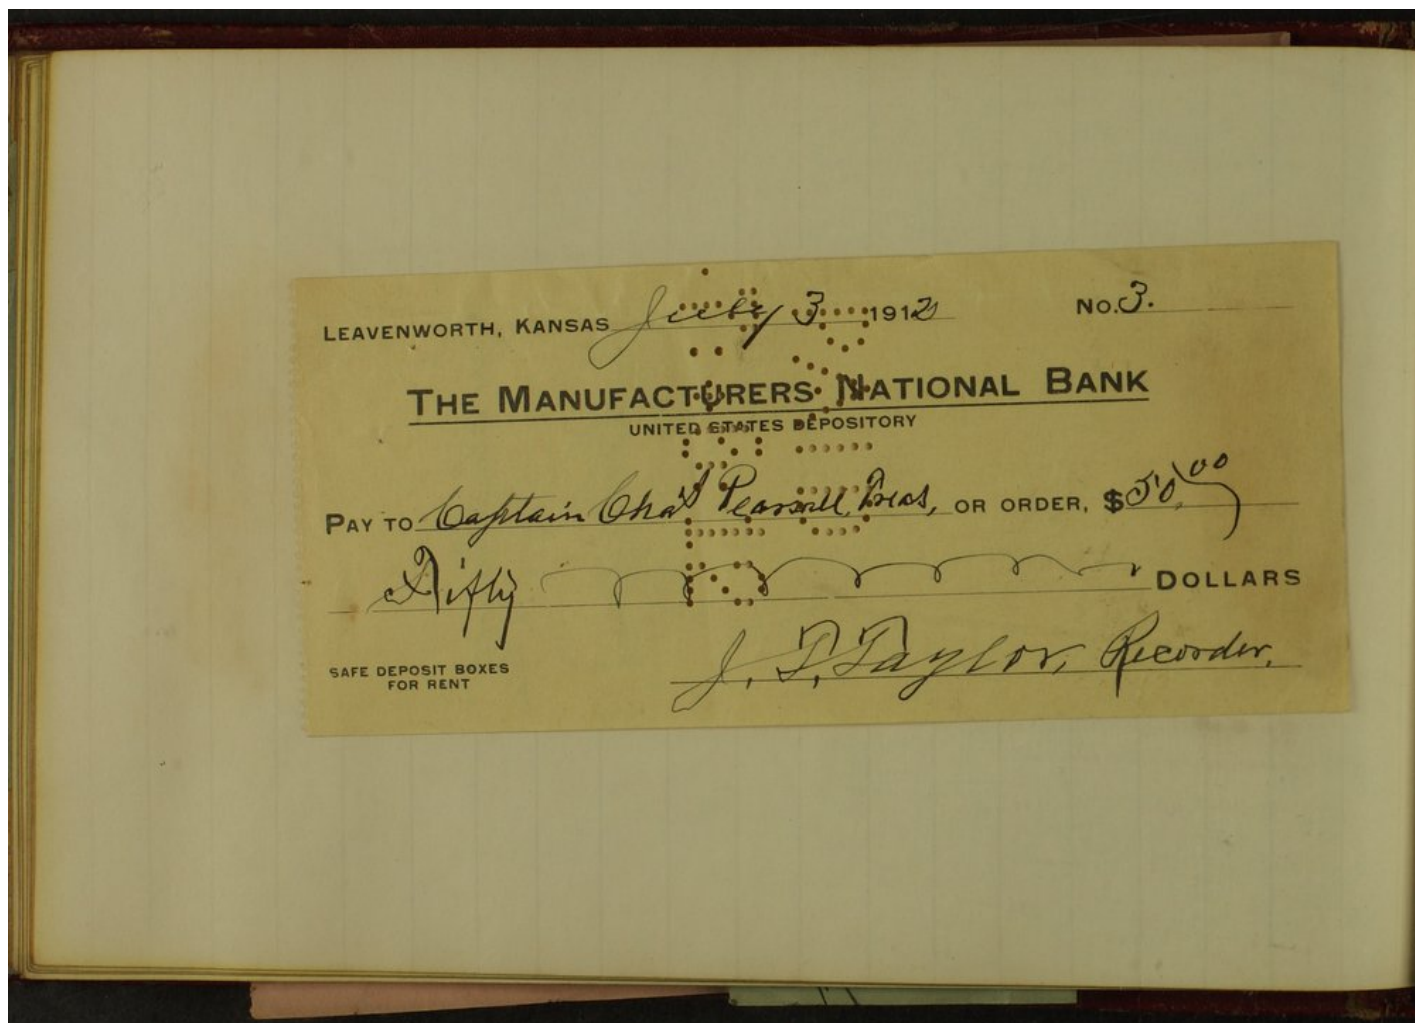 LEAVENWORTH, KANSAS July 3 1912 No. 3.
THE MANUFACTURERS NATIONAL BANK
UNITED STATES DEPOSITORY
PAY TO Captain Cha's Pearsall, Treas, OR ORDER, $50.00
Fifty DOLLARS
J. T. Taylor, Recorder.
SAFE DEPOSIT BOXES
FOR RENT